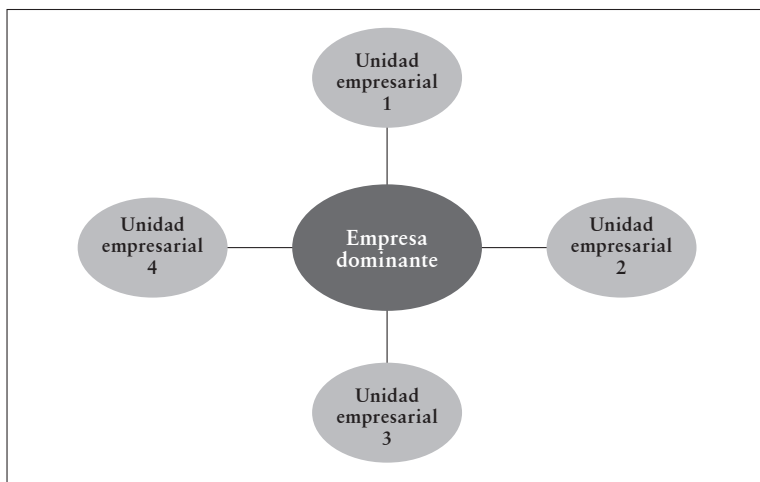 Unidad
empresarial
1
Unidad
empresarial
4
Empresa
dominante
Unidad
empresarial
2
Unidad
empresarial
3